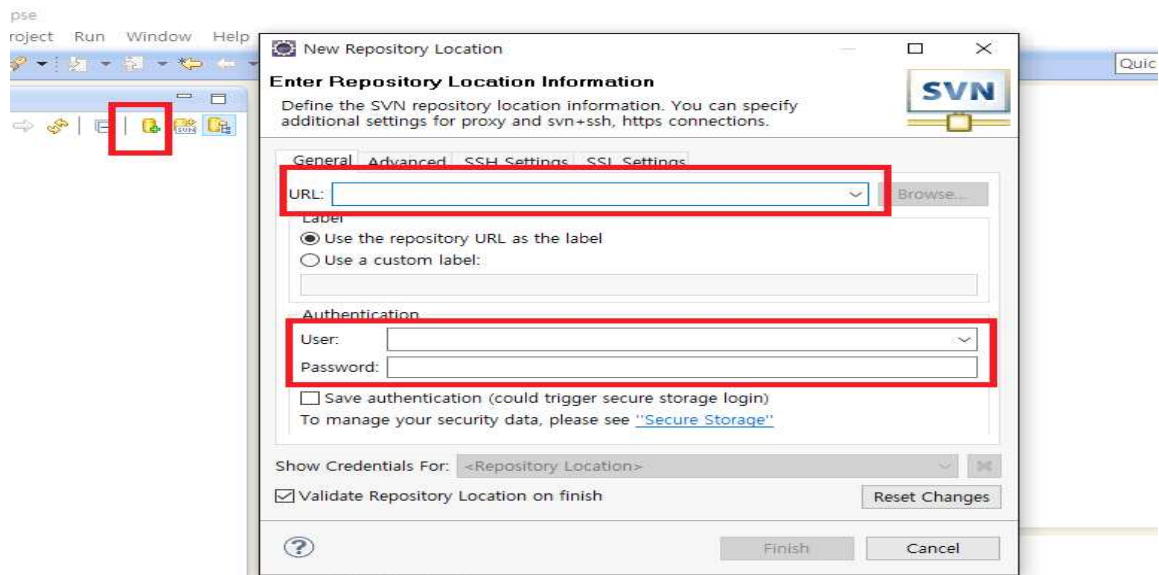 pse
roject Run Window Help
Quic
New Repository Location
Enter Repository Location Information
Define the SVN repository location information. You can specify
additional settings for proxy and svn+ssh, https connections.
SVN
General Advanced SSH Settings SSL Settings
URL:
Browse...
Label
Use the repository URL as the label
Use a custom label:
Authentication
User:
Password:
Save authentication (could trigger secure storage login)
To manage your security data, please see "Secure Storage"
Show Credentials For: <Repository Location>
Validate Repository Location on finish
Reset Changes
Finish Cancel